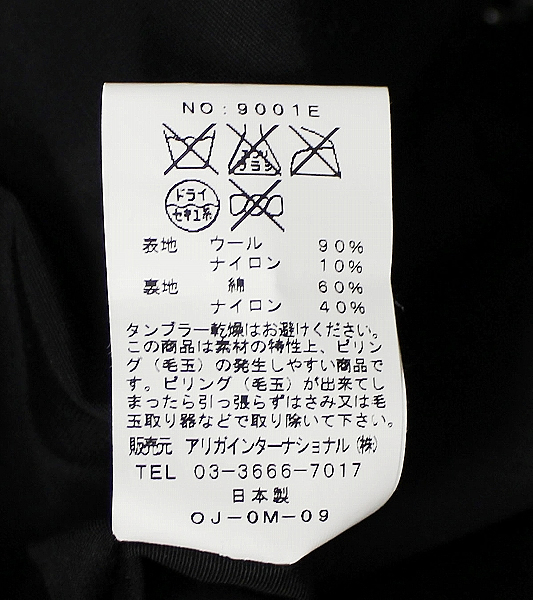 NO:9001E
エンソ
サラシ
ドライ
セキユ系
表地 ウール 90%
ナイロン 10%
裏地 綿 60%
ナイロン 40%
タンブラー乾燥はお避けください。
この商品は素材の特性上、ピリン
グ（毛玉）の発生しやすい商品で
す。ピリング（毛玉）が出来てし
まったら引っ張らずはさみ又は毛
玉取り器などで取り除いて下さい。
販売元 アリガインターナショナル（株）
TEL 03-3666-7017
日本製
OJ-0M-09